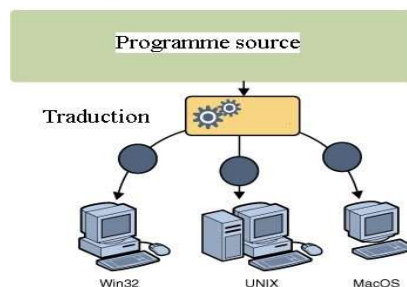 Programme source
Traduction
Win32
UNIX
MacOS